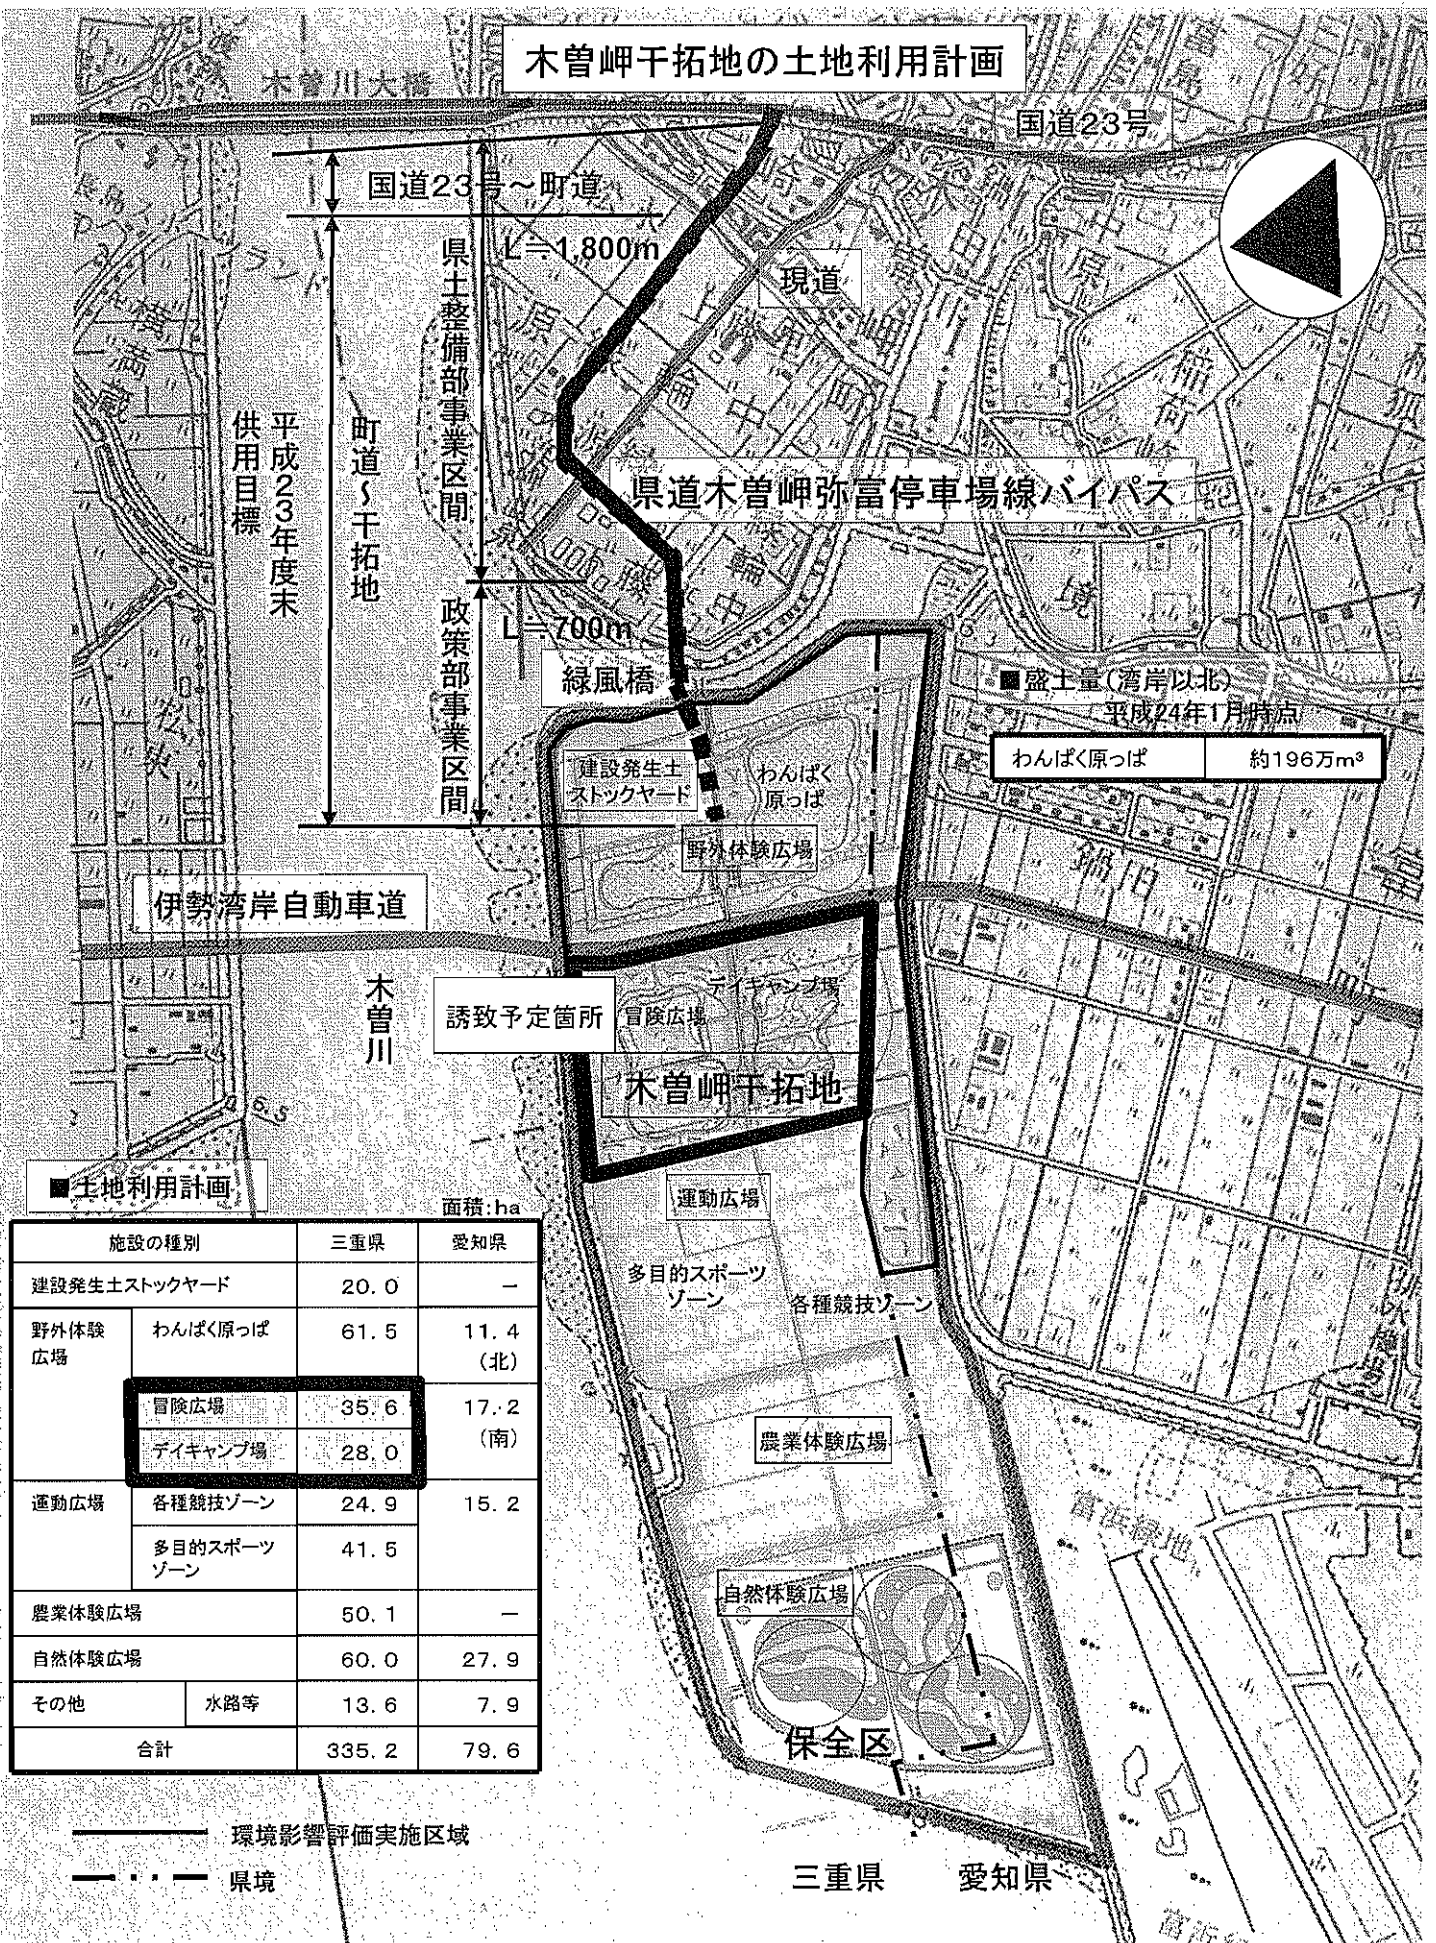 木曽岬干拓地の土地利用計画
木曽川大橋
国道23号
国道23号～町道
L≒1,800m
県土整備部事業区間
現道
平成23年度末
供用目標
町道～干拓地
県道木曽岬弥富停車場線バイパス
政策部事業区間
L≒700m
緑風橋
■盛土量(湾岸以北)
平成24年1月時点
わんぱく原っぱ 約196万m³
建設発生土
ストックヤード
わんぱく
原っぱ
野外体験広場
境
稲荷
中原
松央
鍋田
伊勢湾岸自動車道
木曽川
誘致予定箇所
冒険広場
デイキャンプ場
木曽岬干拓地
6.5
運動広場
多目的スポーツ
ゾーン
各種競技ゾーン
農業体験広場
富浜緑地
自然体験広場
保全区
■土地利用計画
面積:ha
施設の種別 三重県 愛知県
建設発生土ストックヤード 20.0 －
野外体験広場 わんぱく原っぱ 61.5 11.4(北)
冒険広場 35.6 17.2(南)
デイキャンプ場 28.0
運動広場 各種競技ゾーン 24.9 15.2
多目的スポーツゾーン 41.5
農業体験広場 50.1 －
自然体験広場 60.0 27.9
その他 水路等 13.6 7.9
合計 335.2 79.6
環境影響評価実施区域
県境
三重県 愛知県